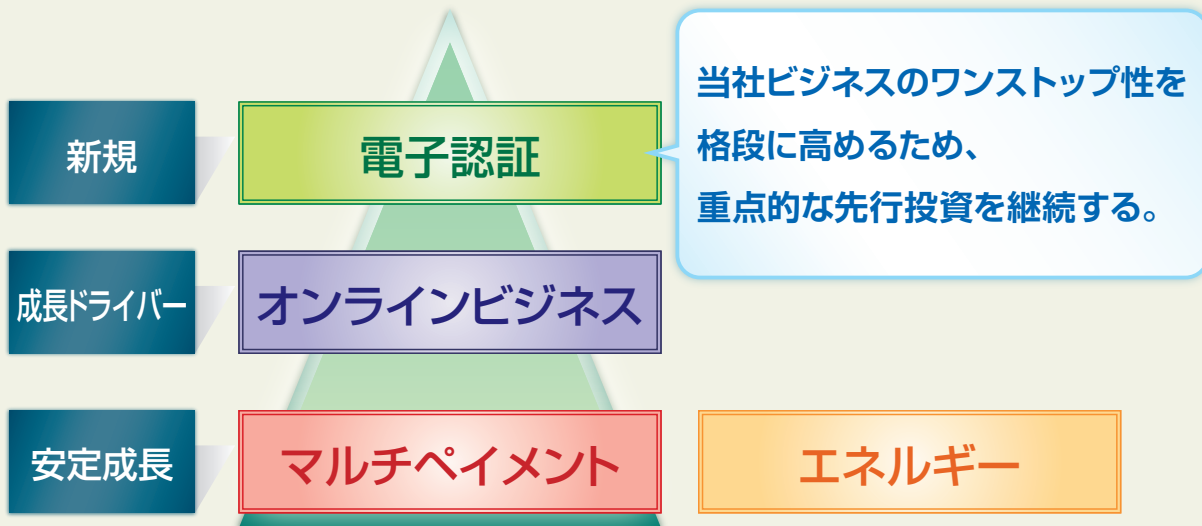 新規
電子認証
当社ビジネスのワンストップ性を
格段に高めるため、
重点的な先行投資を継続する。
成長ドライバー
オンラインビジネス
安定成長
マルチペイメント
エネルギー